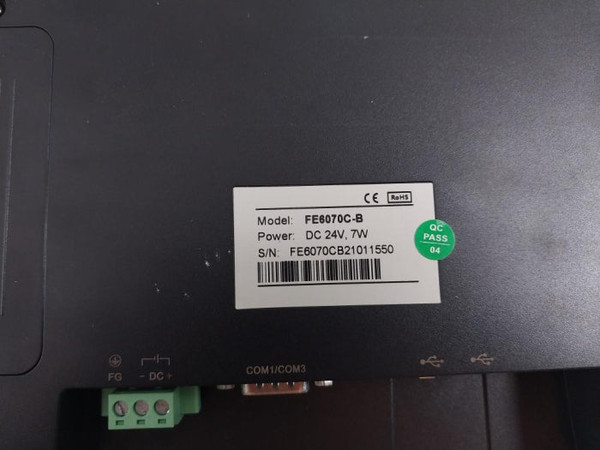 CE RoHS
Model: FE6070C-B
Power: DC 24V, 7W
S/N: FE6070CB21011550
QC
PASS
04
FG - DC+
COM1/COM3